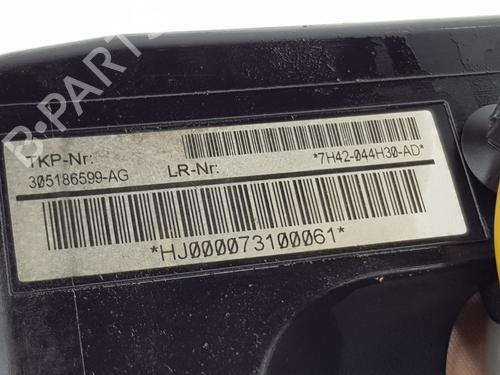 B-PARTS
TKP-Nr:
305186599-AG
LR-Nr:
*7H42-044H30-AD*
*HJ000073100061*